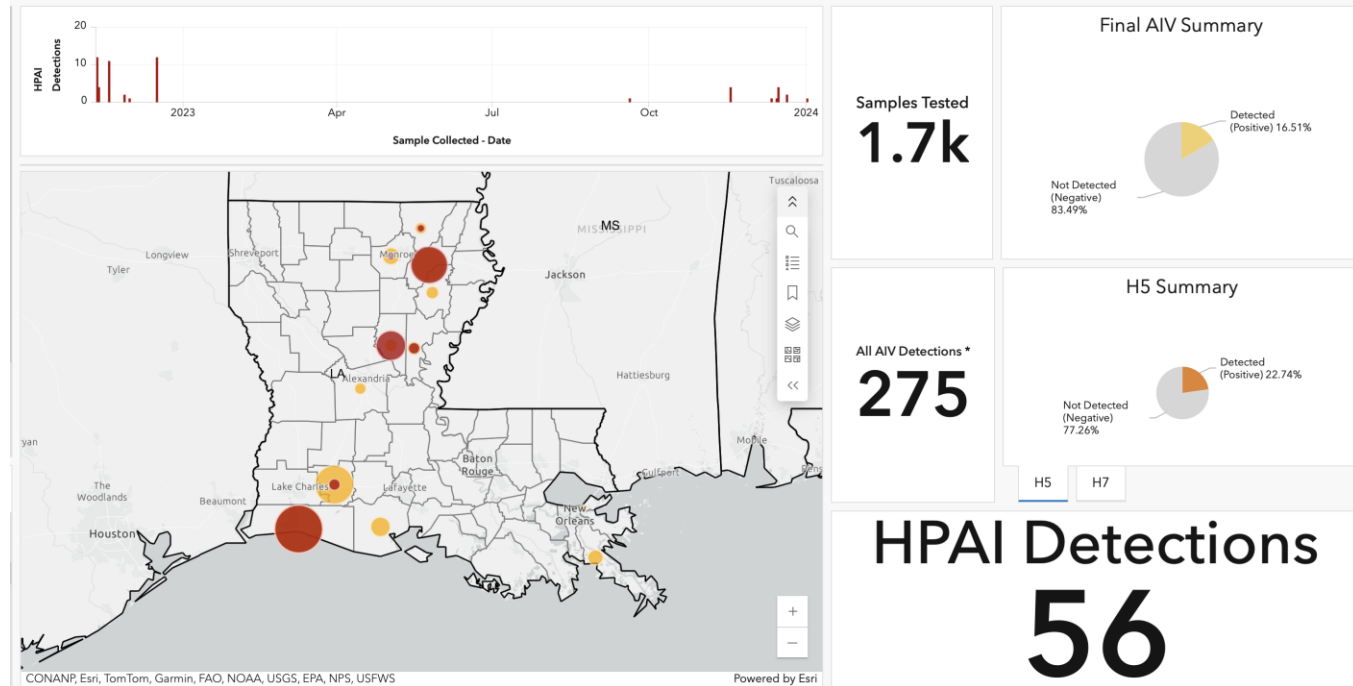 20
10
0
HPAI
Detections
2023
Apr
Jul
Oct
2024
Sample Collected - Date
Samples Tested
1.7k
Final AIV Summary
Detected
(Positive) 16.51%
Not Detected
(Negative)
83.49%
All AIV Detections *
275
H5 Summary
Detected
(Positive) 22.74%
Not Detected
(Negative)
77.26%
H5
H7
HPAI Detections
56
Tuscaloosa
MS
MISSISSIPPI
Longview
Shreveport
Monroe
Tyler
Jackson
LA
Alexandria
Hattiesburg
yan
Baton
Rouge
Mobile
Gulfport
Pens
The
Woodlands
Lake Charles
Lafayette
Beaumont
New
Orleans
Houston
+
−
CONANP, Esri, TomTom, Garmin, FAO, NOAA, USGS, EPA, NPS, USFWS
Powered by Esri